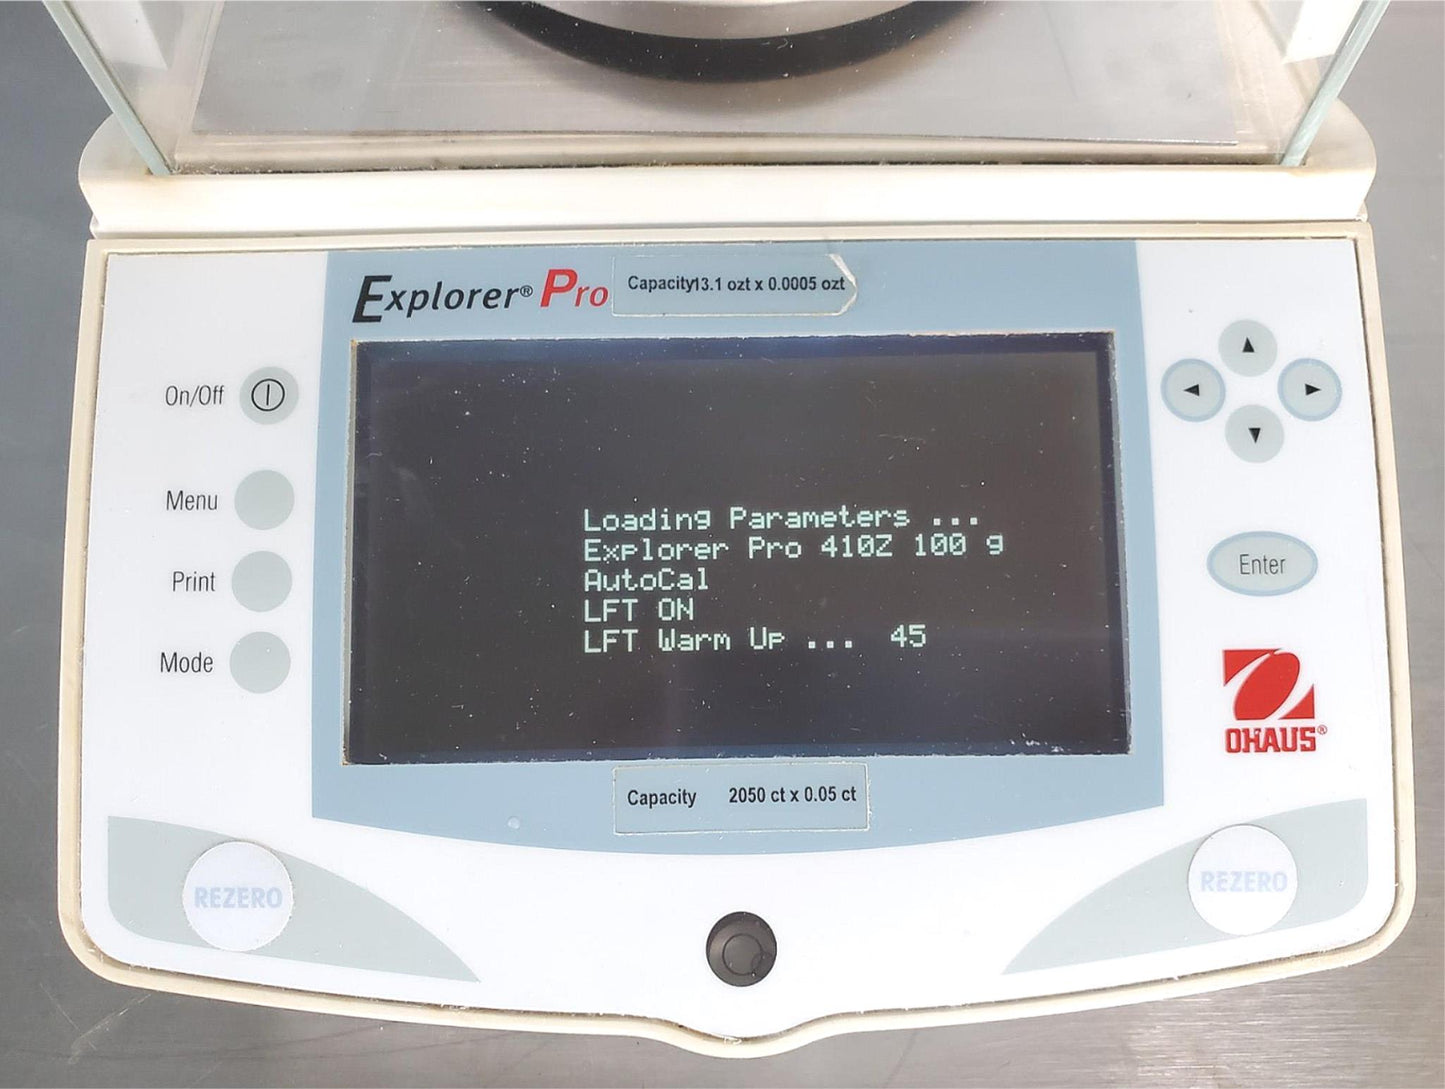 Explorer® Pro
Capacity13.1 ozt x 0.0005 ozt
On/Off
Menu
Print
Mode
Loading Parameters ...
Explorer Pro 410Z 100 g
AutoCal
LFT ON
LFT Warm Up ... 45
Enter
OHAUS®
Capacity 2050 ct x 0.05 ct
REZERO
REZERO